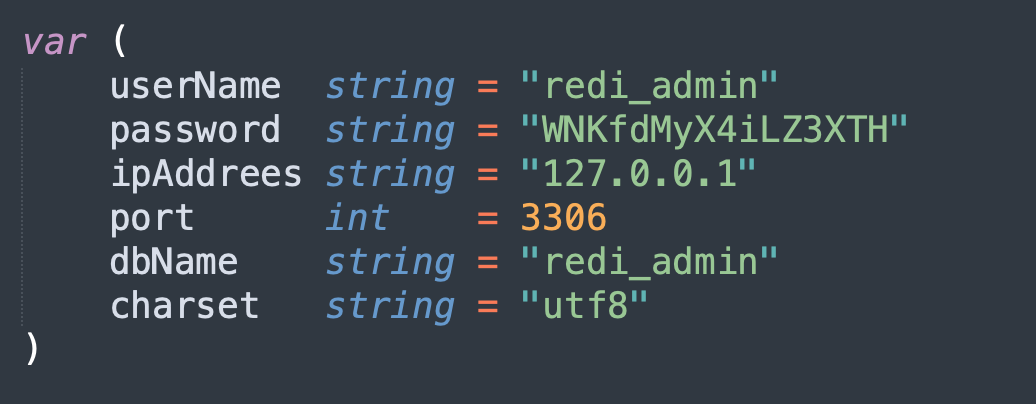 var (
    userName  string = "redi_admin"
    password  string = "WNKfdMyX4iLZ3XTH"
    ipAddrees string = "127.0.0.1"
    port      int    = 3306
    dbName    string = "redi_admin"
    charset   string = "utf8"
)